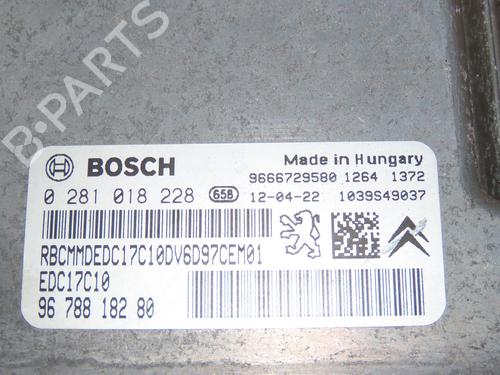 B-PARTS
BOSCH
Made in Hungary
9666729580 1264 1372
0 281 018 228 658 12-04-22 1039S49037
RBCMMDEDC17C10DV6D97CEM01
EDC17C10
96 788 182 80